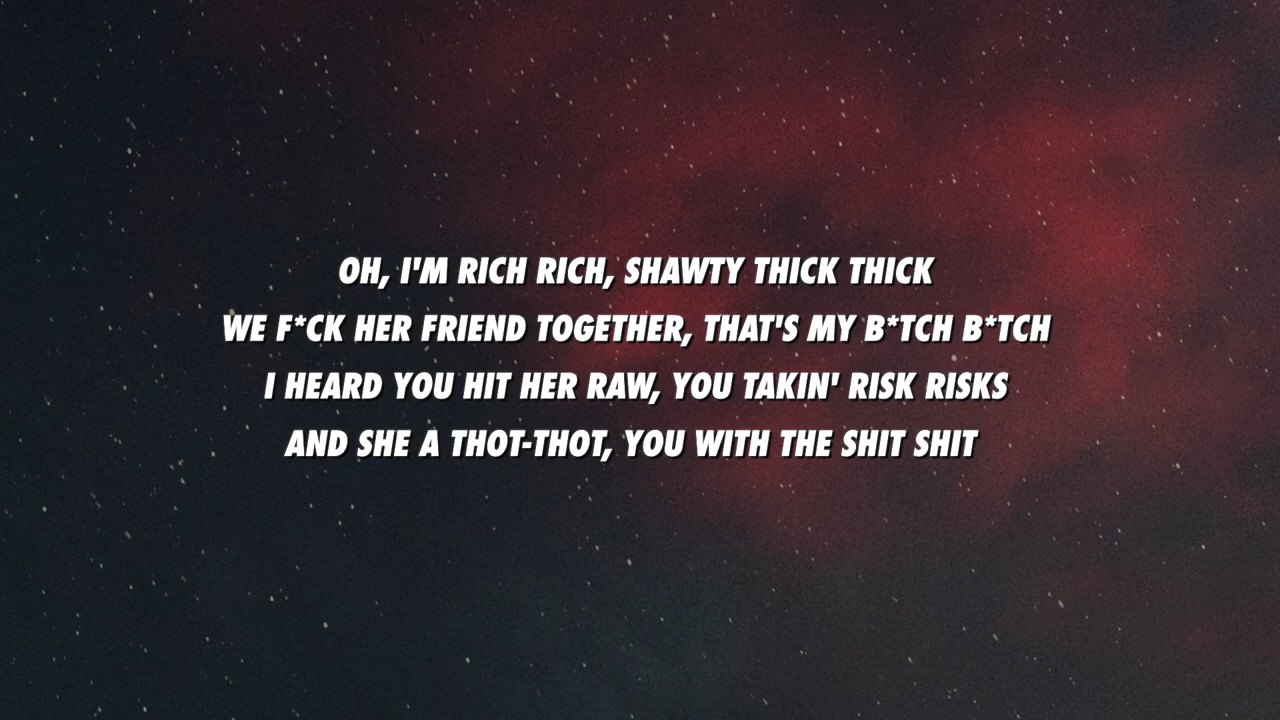 OH, I'M RICH RICH, SHAWTY THICK THICK
WE F*CK HER FRIEND TOGETHER, THAT'S MY B*TCH B*TCH
I HEARD YOU HIT HER RAW, YOU TAKIN' RISK RISKS
AND SHE A THOT-THOT, YOU WITH THE SHIT SHIT